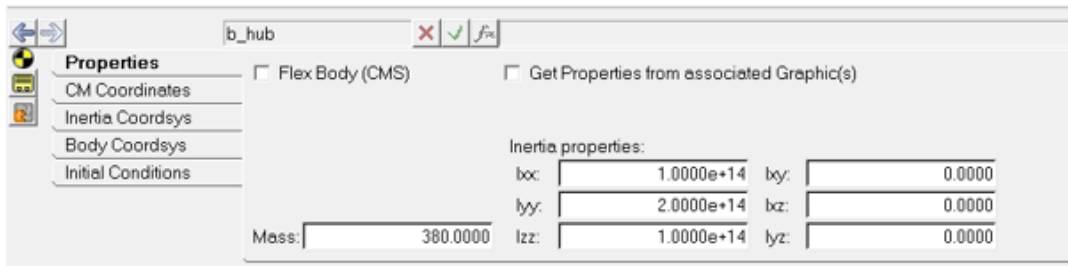 b_hub fx
Properties
Flex Body (CMS) Get Properties from associated Graphic(s)
CM Coordinates
Inertia Coordsys
Body Coordsys
Inertia properties:
Initial Conditions
Ixx: 1.0000e+14 Ixy: 0.0000
Iyy: 2.0000e+14 Ixz: 0.0000
Mass: 380.0000 Izz: 1.0000e+14 Iyz: 0.0000